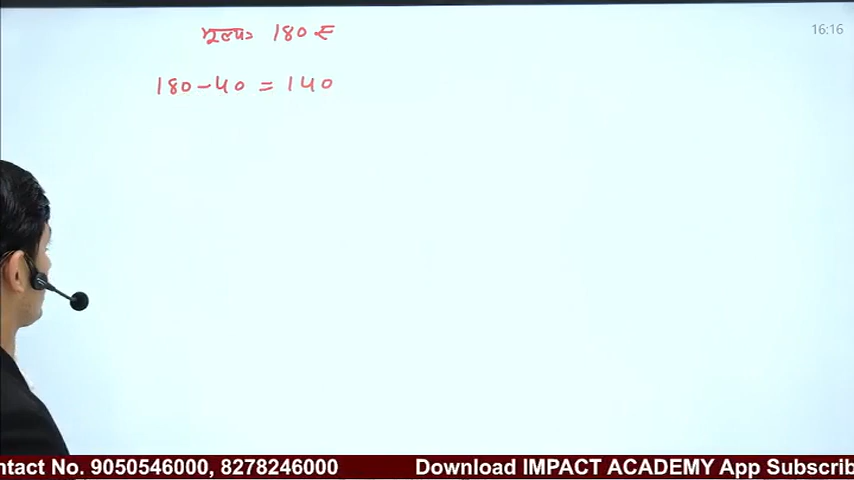 16:16
मूल्य 180 ₹
180-40 = 140
ntact No. 9050546000, 8278246000 Download IMPACT ACADEMY App Subscrib